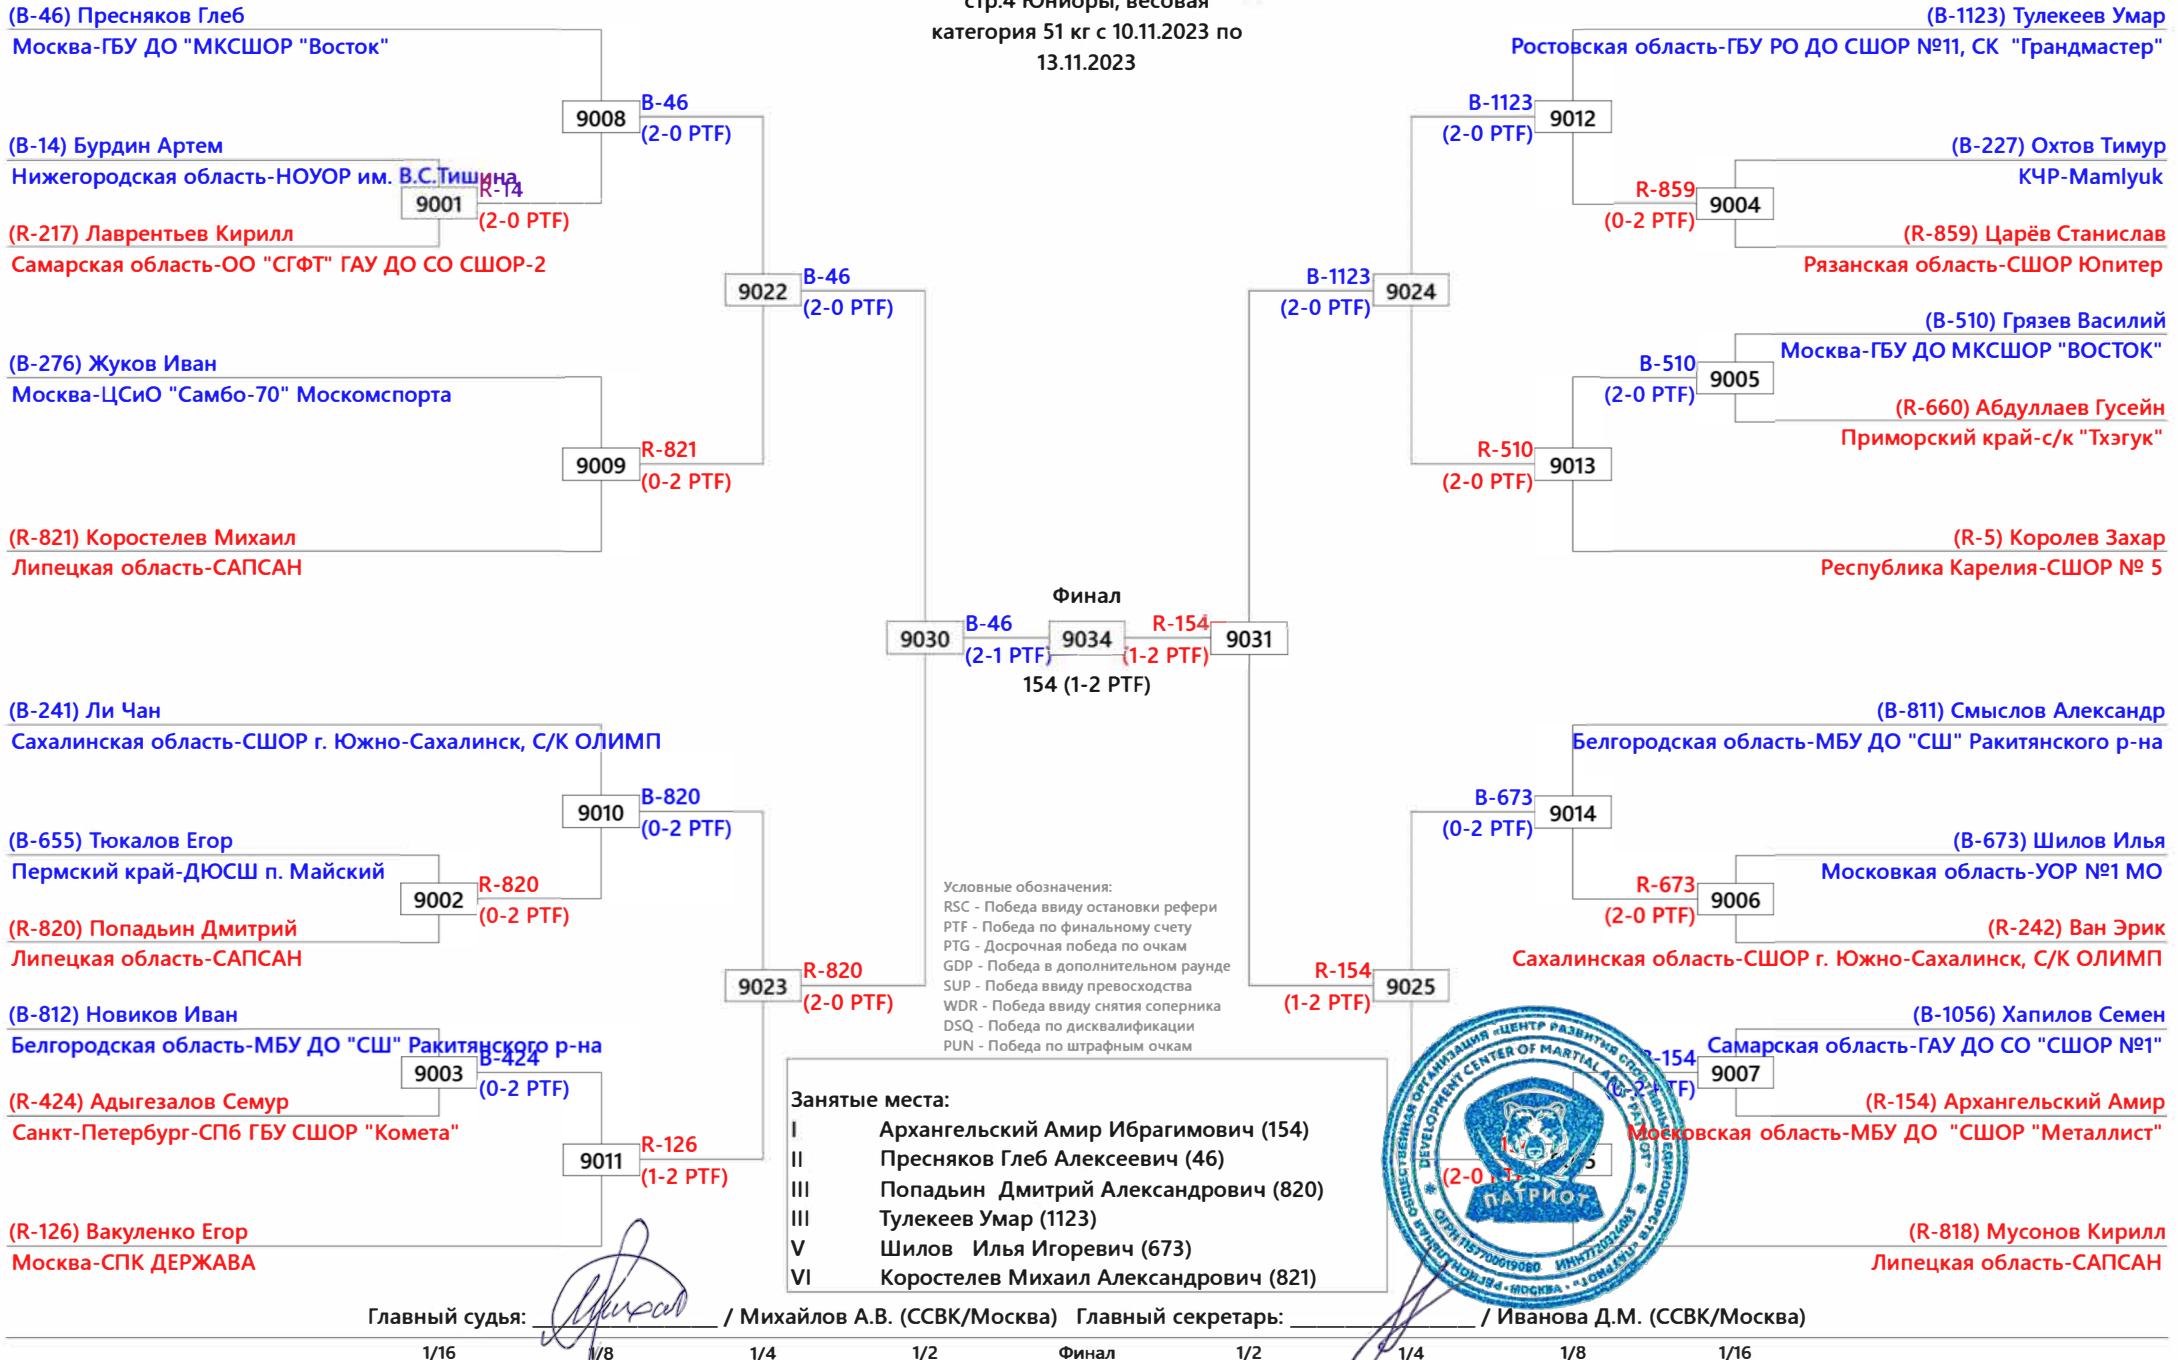 стр.4 Юниоры, весовая
категория 51 кг с 10.11.2023 по
13.11.2023
(B-46) Пресняков Глеб
Москва-ГБУ ДО "МКСШОР "Восток"
9008
B-46
(2-0 PTF)
(B-14) Бурдин Артем
Нижегородская область-НОУОР им. В.С.Тишина
9001
R-14
(2-0 PTF)
(R-217) Лаврентьев Кирилл
Самарская область-ОО "СГФТ" ГАУ ДО СО СШОР-2
9022
B-46
(2-0 PTF)
(B-276) Жуков Иван
Москва-ЦСиО "Самбо-70" Москомспорта
9009
R-821
(0-2 PTF)
(R-821) Коростелев Михаил
Липецкая область-САПСАН
9030
B-46
(2-1 PTF)
(B-241) Ли Чан
Сахалинская область-СШОР г. Южно-Сахалинск, С/К ОЛИМП
9010
B-820
(0-2 PTF)
(B-655) Тюкалов Егор
Пермский край-ДЮСШ п. Майский
9002
R-820
(0-2 PTF)
(R-820) Попадьин Дмитрий
Липецкая область-САПСАН
9023
R-820
(2-0 PTF)
(B-812) Новиков Иван
Белгородская область-МБУ ДО "СШ" Ракитянского р-на
9003
B-424
(0-2 PTF)
(R-424) Адыгезалов Семур
Санкт-Петербург-СПб ГБУ СШОР "Комета"
9011
R-126
(1-2 PTF)
(R-126) Вакуленко Егор
Москва-СПК ДЕРЖАВА
Финал
9034
154 (1-2 PTF)
(B-1123) Тулекеев Умар
Ростовская область-ГБУ РО ДО СШОР №11, СК "Грандмастер"
B-1123
(2-0 PTF)
9012
(B-227) Охтов Тимур
КЧР-Mamlyuk
R-859
(0-2 PTF)
9004
(R-859) Царёв Станислав
Рязанская область-СШОР Юпитер
B-1123
(2-0 PTF)
9024
(B-510) Грязев Василий
Москва-ГБУ ДО МКСШОР "ВОСТОК"
B-510
(2-0 PTF)
9005
(R-660) Абдуллаев Гусейн
Приморский край-с/к "Тхэгук"
R-510
(2-0 PTF)
9013
(R-5) Королев Захар
Республика Карелия-СШОР № 5
R-154
(1-2 PTF)
9031
(B-811) Смыслов Александр
Белгородская область-МБУ ДО "СШ" Ракитянского р-на
B-673
(0-2 PTF)
9014
(B-673) Шилов Илья
Московкая область-УОР №1 МО
R-673
(2-0 PTF)
9006
(R-242) Ван Эрик
Сахалинская область-СШОР г. Южно-Сахалинск, С/К ОЛИМП
R-154
(1-2 PTF)
9025
(B-1056) Хапилов Семен
Самарская область-ГАУ ДО СО "СШОР №1"
-154
9007
(R-154) Архангельский Амир
Московская область-МБУ ДО "СШОР "Металлист"
(2-0
(R-818) Мусонов Кирилл
Липецкая область-САПСАН
Условные обозначения:
RSC - Победа ввиду остановки рефери
PTF - Победа по финальному счету
PTG - Досрочная победа по очкам
GDP - Победа в дополнительном раунде
SUP - Победа ввиду превосходства
WDR - Победа ввиду снятия соперника
DSQ - Победа по дисквалификации
PUN - Победа по штрафным очкам
Занятые места:
I Архангельский Амир Ибрагимович (154)
II Пресняков Глеб Алексеевич (46)
III Попадьин Дмитрий Александрович (820)
III Тулекеев Умар (1123)
V Шилов Илья Игоревич (673)
VI Коростелев Михаил Александрович (821)
DEVELOPMENT CENTER OF MARTIAL ARTS "PATRIOT"
ПАТРИОТ
Главный судья: / Михайлов А.В. (ССВК/Москва) Главный секретарь: / Иванова Д.М. (ССВК/Москва)
1/16 1/8 1/4 1/2 Финал 1/2 1/4 1/8 1/16